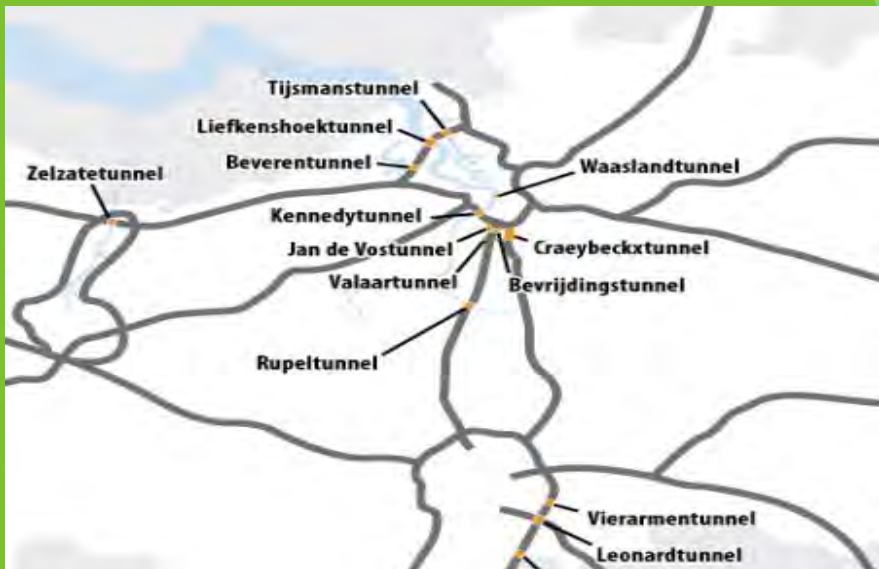 Tijsmanstunnel
Liefkenshoektunnel
Beverentunnel
Waaslandtunnel
Zelzatetunnel
Kennedytunnel
Jan de Vostunnel
Craeybeckxtunnel
Valaartunnel
Bevrijdingstunnel
Rupeltunnel
Vierarmentunnel
Leonardtunnel